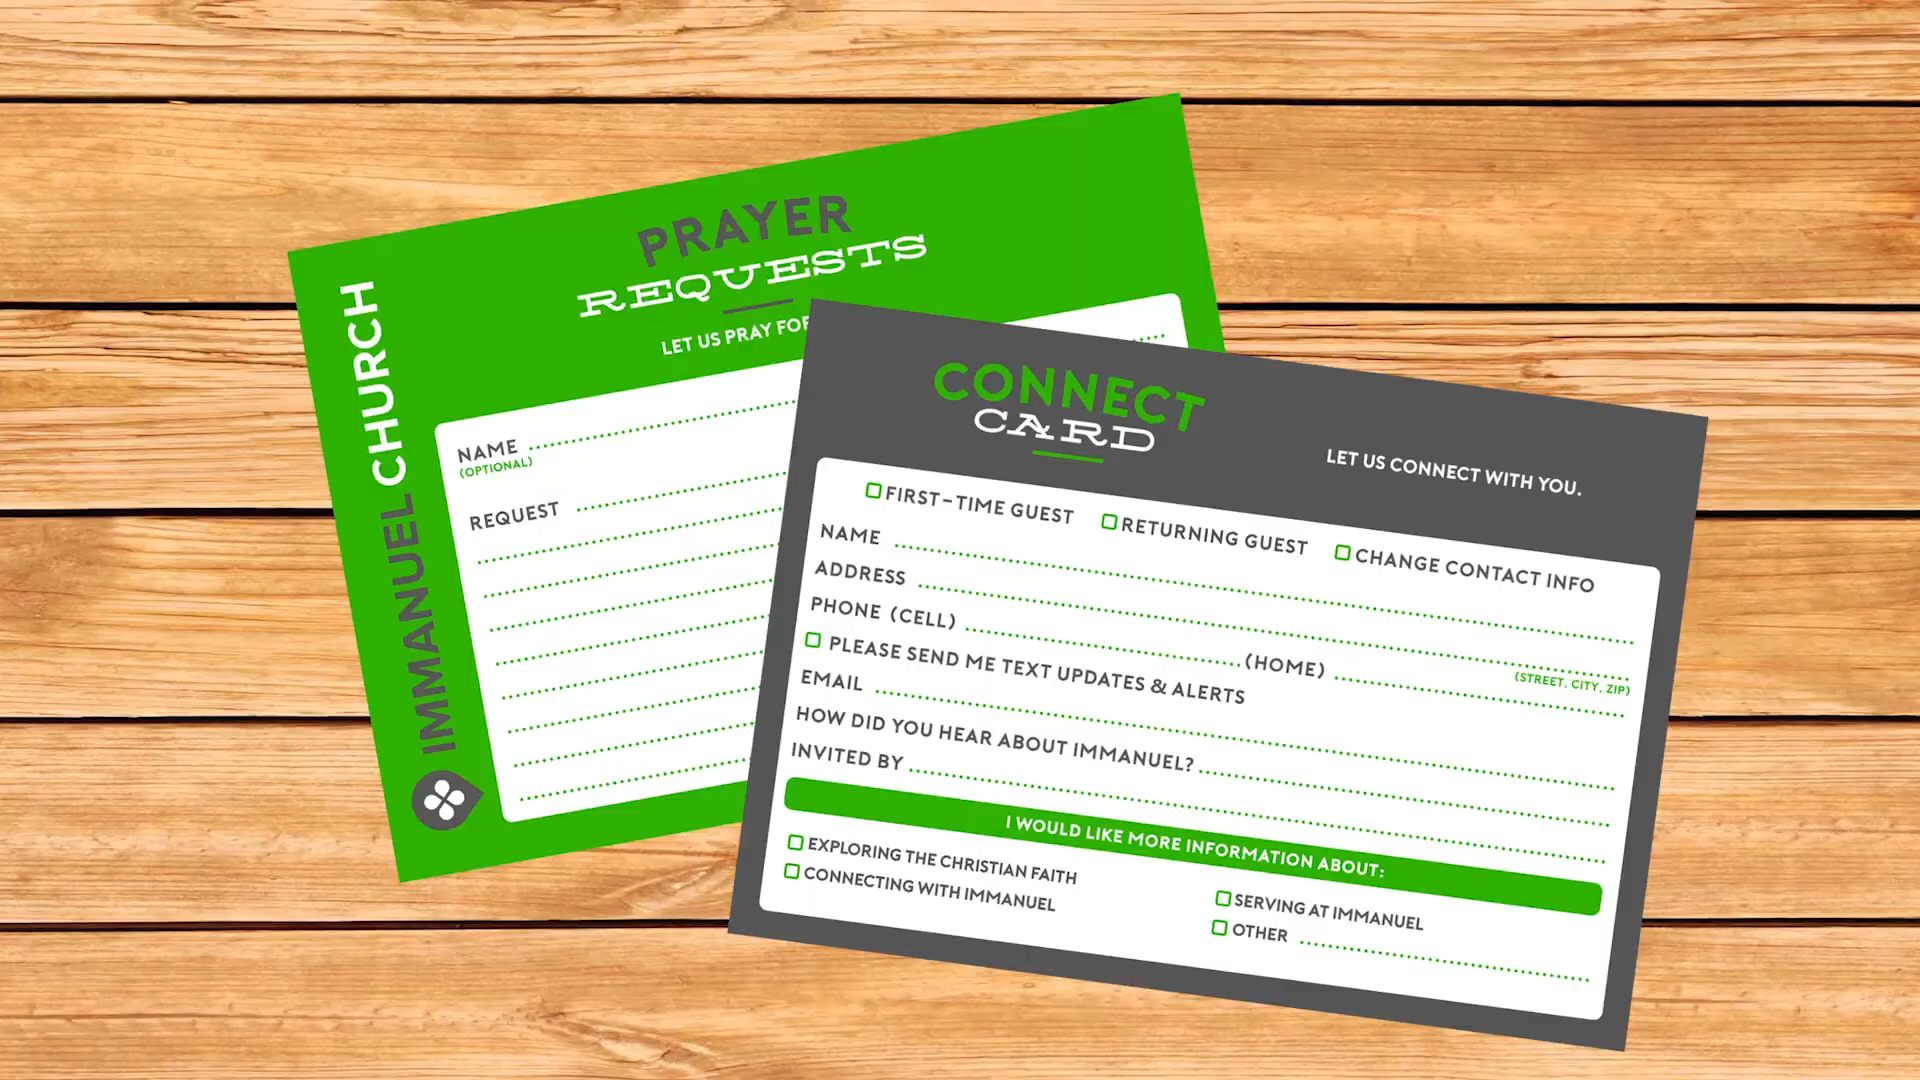 IMMANUEL CHURCH
PRAYER
REQUESTS
LET US PRAY FOR
NAME
(OPTIONAL)
REQUEST
CONNECT
CARD
LET US CONNECT WITH YOU.
FIRST-TIME GUEST RETURNING GUEST CHANGE CONTACT INFO
NAME
ADDRESS
(STREET, CITY, ZIP)
PHONE (CELL) (HOME)
PLEASE SEND ME TEXT UPDATES & ALERTS
EMAIL
HOW DID YOU HEAR ABOUT IMMANUEL?
INVITED BY
I WOULD LIKE MORE INFORMATION ABOUT:
EXPLORING THE CHRISTIAN FAITH
CONNECTING WITH IMMANUEL
SERVING AT IMMANUEL
OTHER